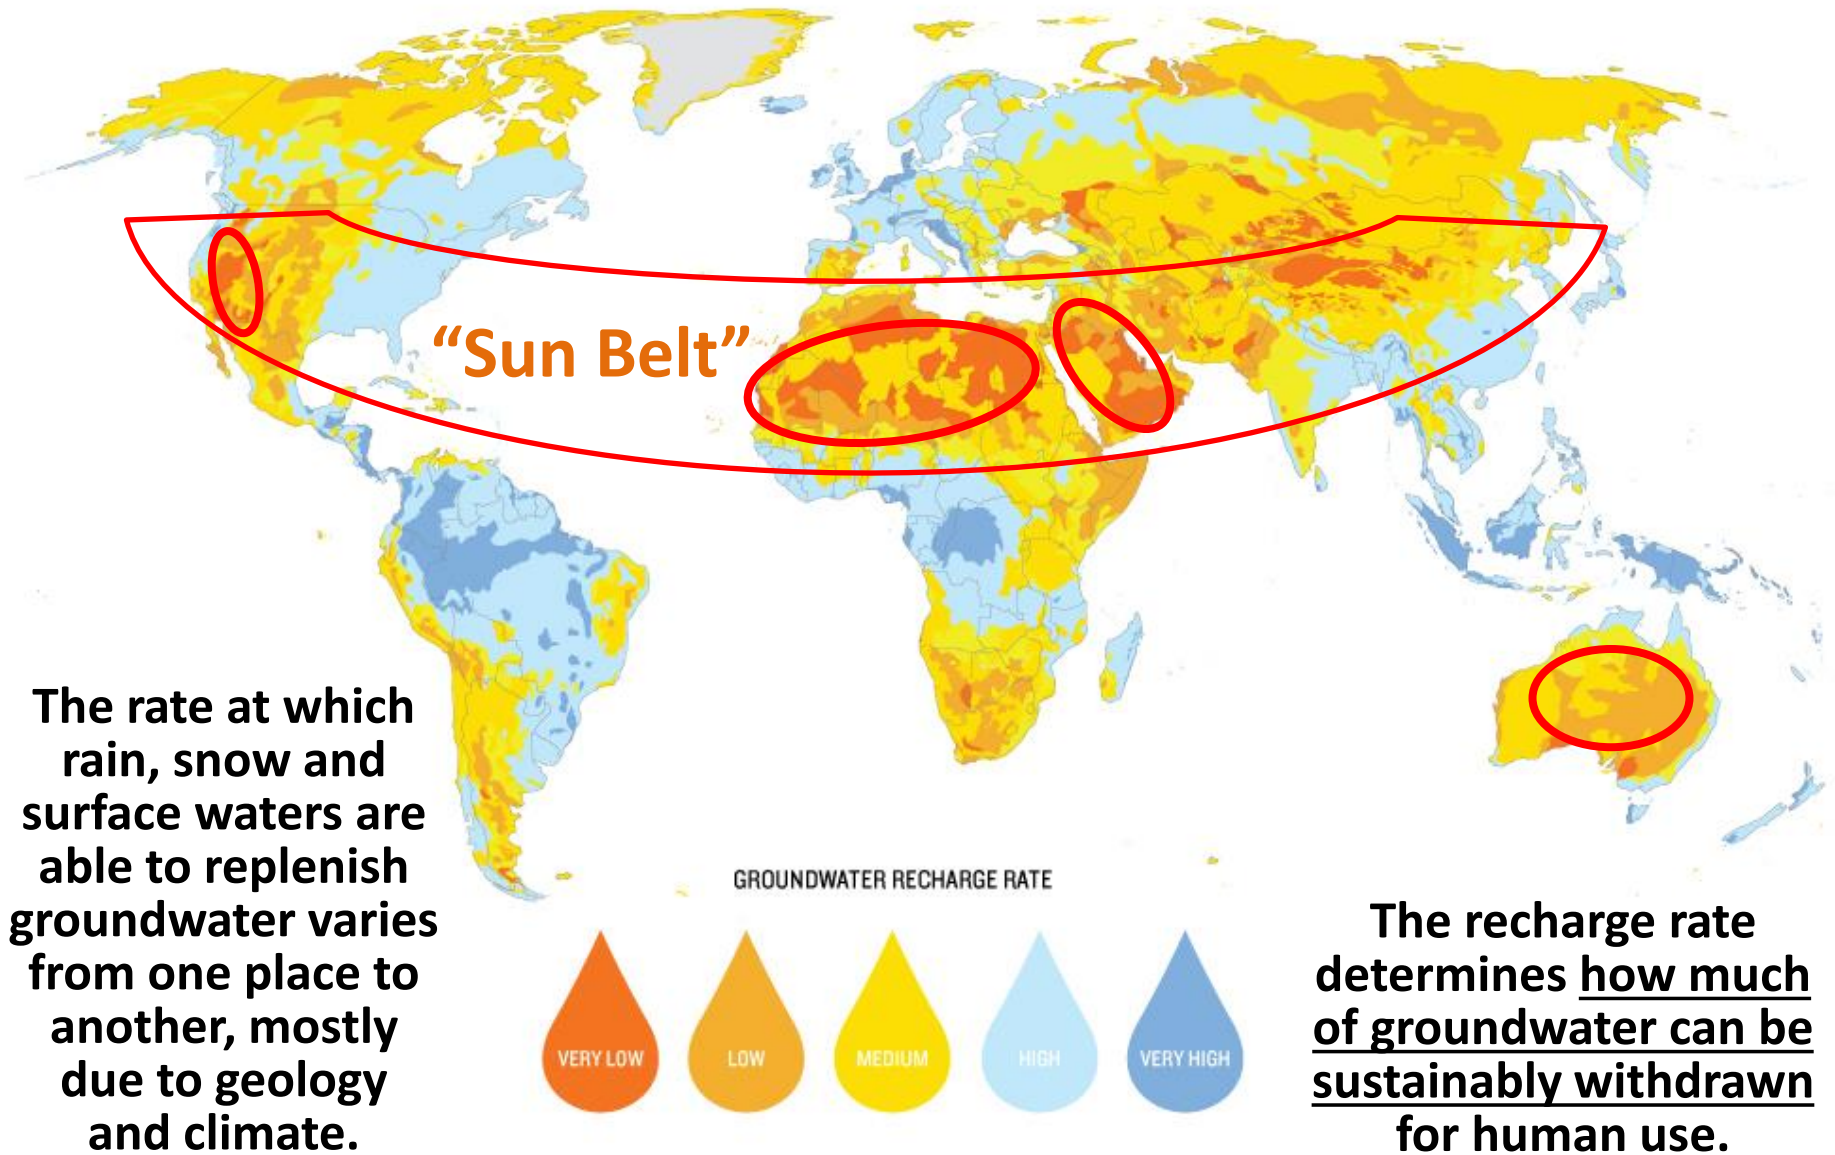 “Sun Belt”
The rate at which
rain, snow and
surface waters are
able to replenish
groundwater varies
from one place to
another, mostly
due to geology
and climate.
GROUNDWATER RECHARGE RATE
VERY LOW
LOW
MEDIUM
HIGH
VERY HIGH
The recharge rate
determines how much
of groundwater can be
sustainably withdrawn
for human use.